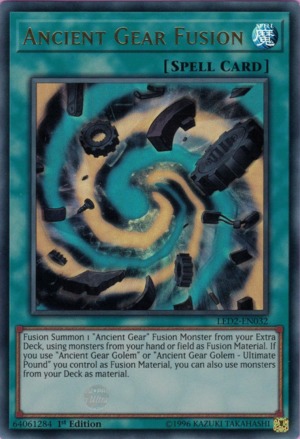 ANCIENT GEAR FUSION
SPELL
魔
[SPELL CARD]
LED2-EN032
Fusion Summon 1 "Ancient Gear" Fusion Monster from your Extra
Deck, using monsters from your hand or field as Fusion Material. If
you use "Ancient Gear Golem" or "Ancient Gear Golem - Ultimate
Pound" you control as Fusion Material, you can also use monsters
from your Deck as material.
64061284
1st Edition
©1996 KAZUKI TAKAHASHI